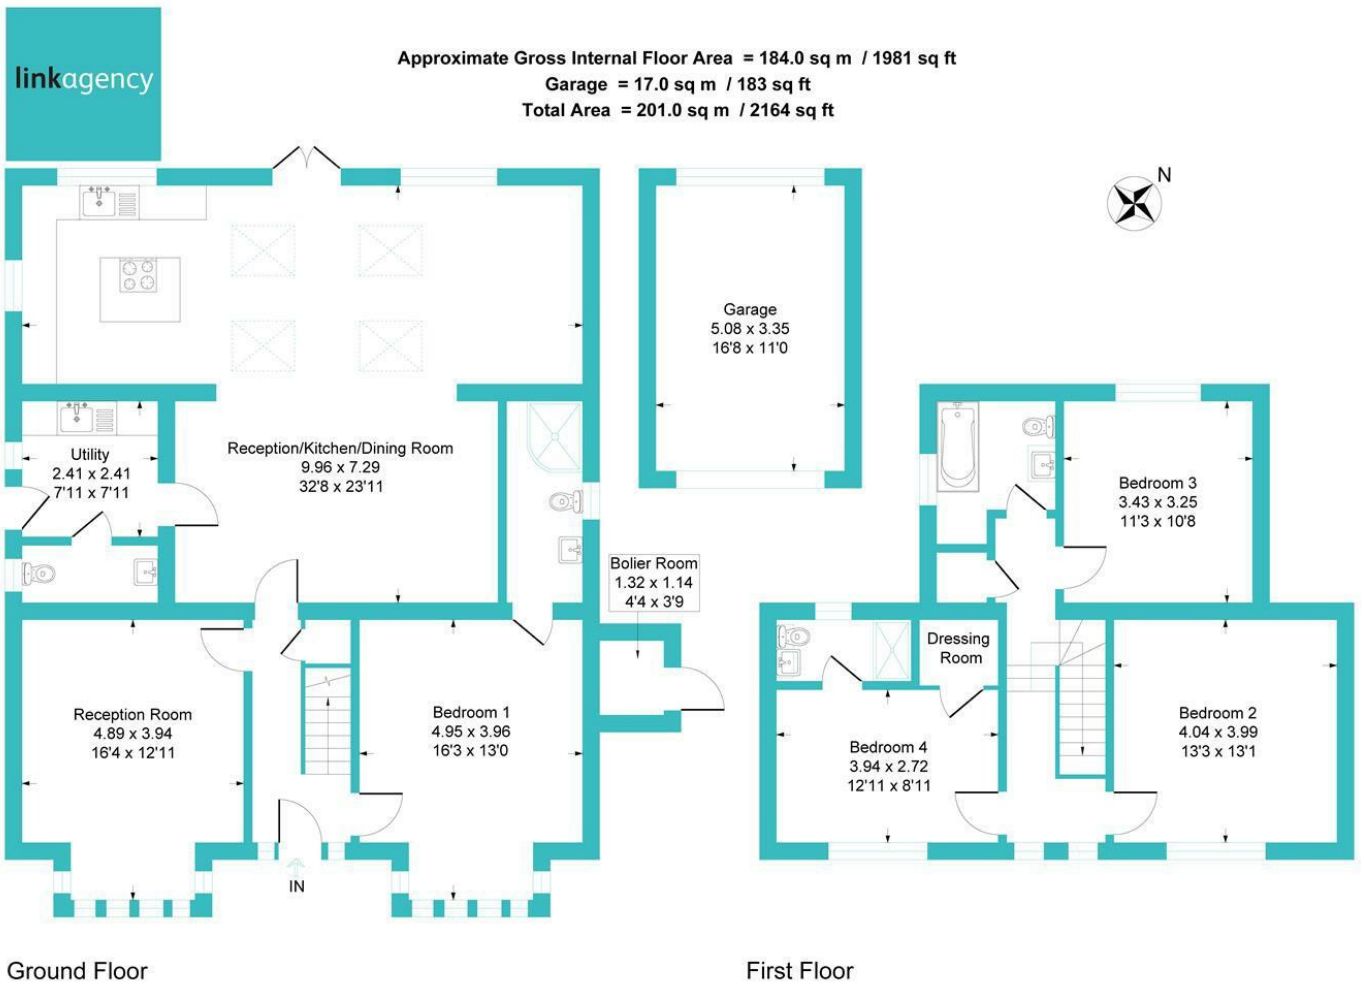 linkagency
Approximate Gross Internal Floor Area = 184.0 sq m / 1981 sq ft
Garage = 17.0 sq m / 183 sq ft
Total Area = 201.0 sq m / 2164 sq ft
N
Garage
5.08 x 3.35
16'8 x 11'0
Reception/Kitchen/Dining Room
9.96 x 7.29
32'8 x 23'11
Utility
2.41 x 2.41
7'11 x 7'11
Bedroom 3
3.43 x 3.25
11'3 x 10'8
Bolier Room
1.32 x 1.14
4'4 x 3'9
Dressing
Room
Reception Room
4.89 x 3.94
16'4 x 12'11
Bedroom 1
4.95 x 3.96
16'3 x 13'0
Bedroom 4
3.94 x 2.72
12'11 x 8'11
Bedroom 2
4.04 x 3.99
13'3 x 13'1
IN
Ground Floor
First Floor